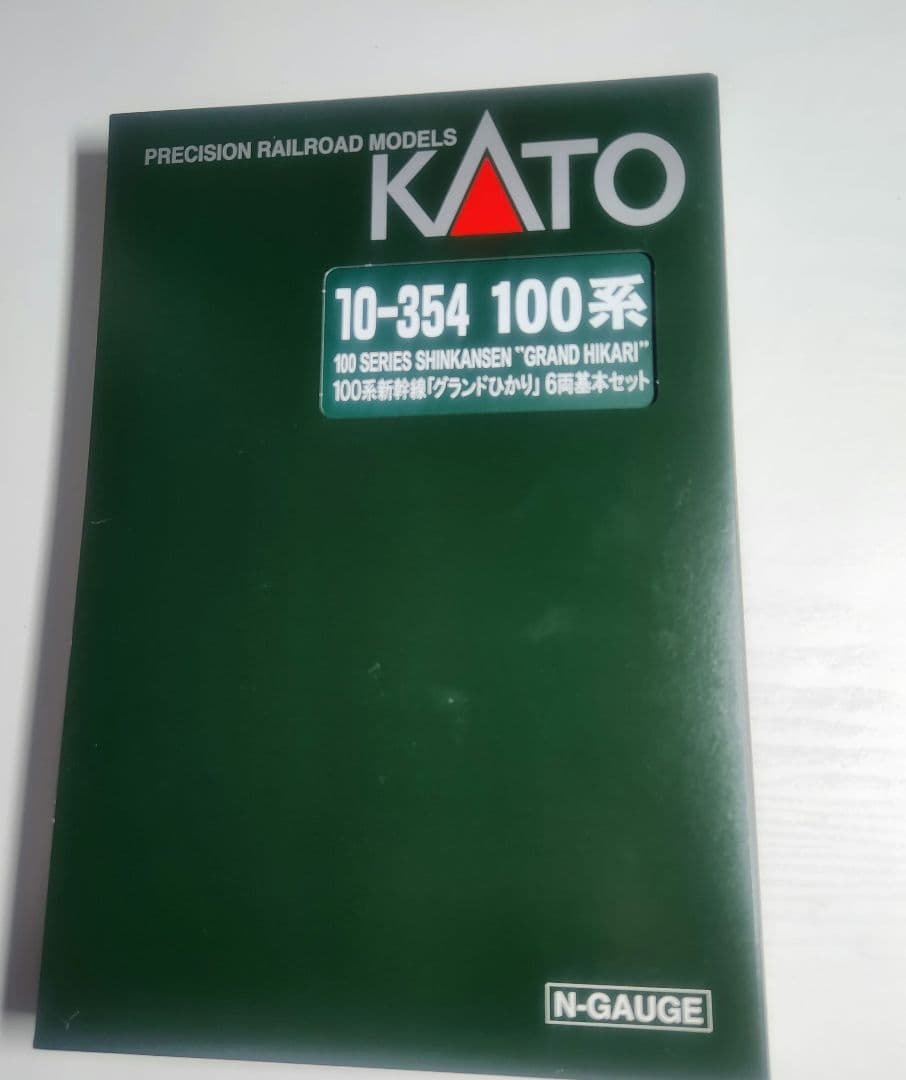 PRECISION RAILROAD MODELS
KATO
10-354 100系
100 SERIES SHINKANSEN "GRAND HIKARI"
100系新幹線「グランドひかり」6両基本セット
N-GAUGE